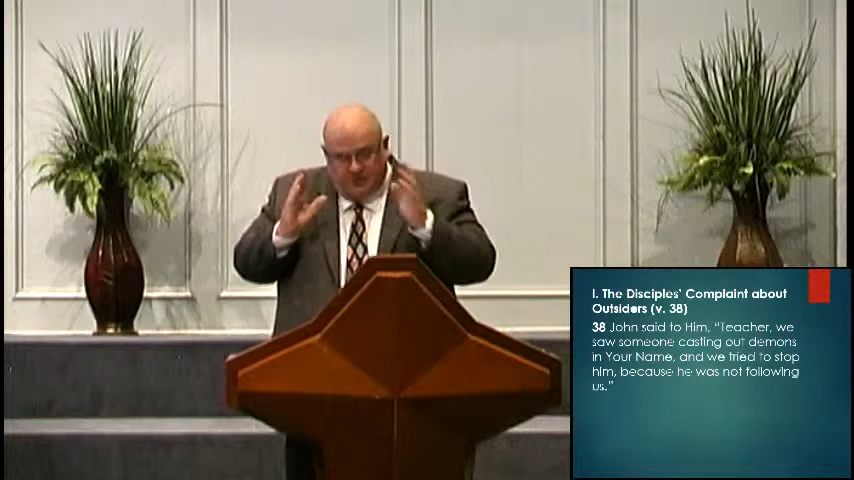 I. The Disciples' Complaint about
Outsiders (v. 38)
38 John said to Him, "Teacher, we
saw someone casting out demons
in Your Name, and we tried to stop
him, because he was not following
us."